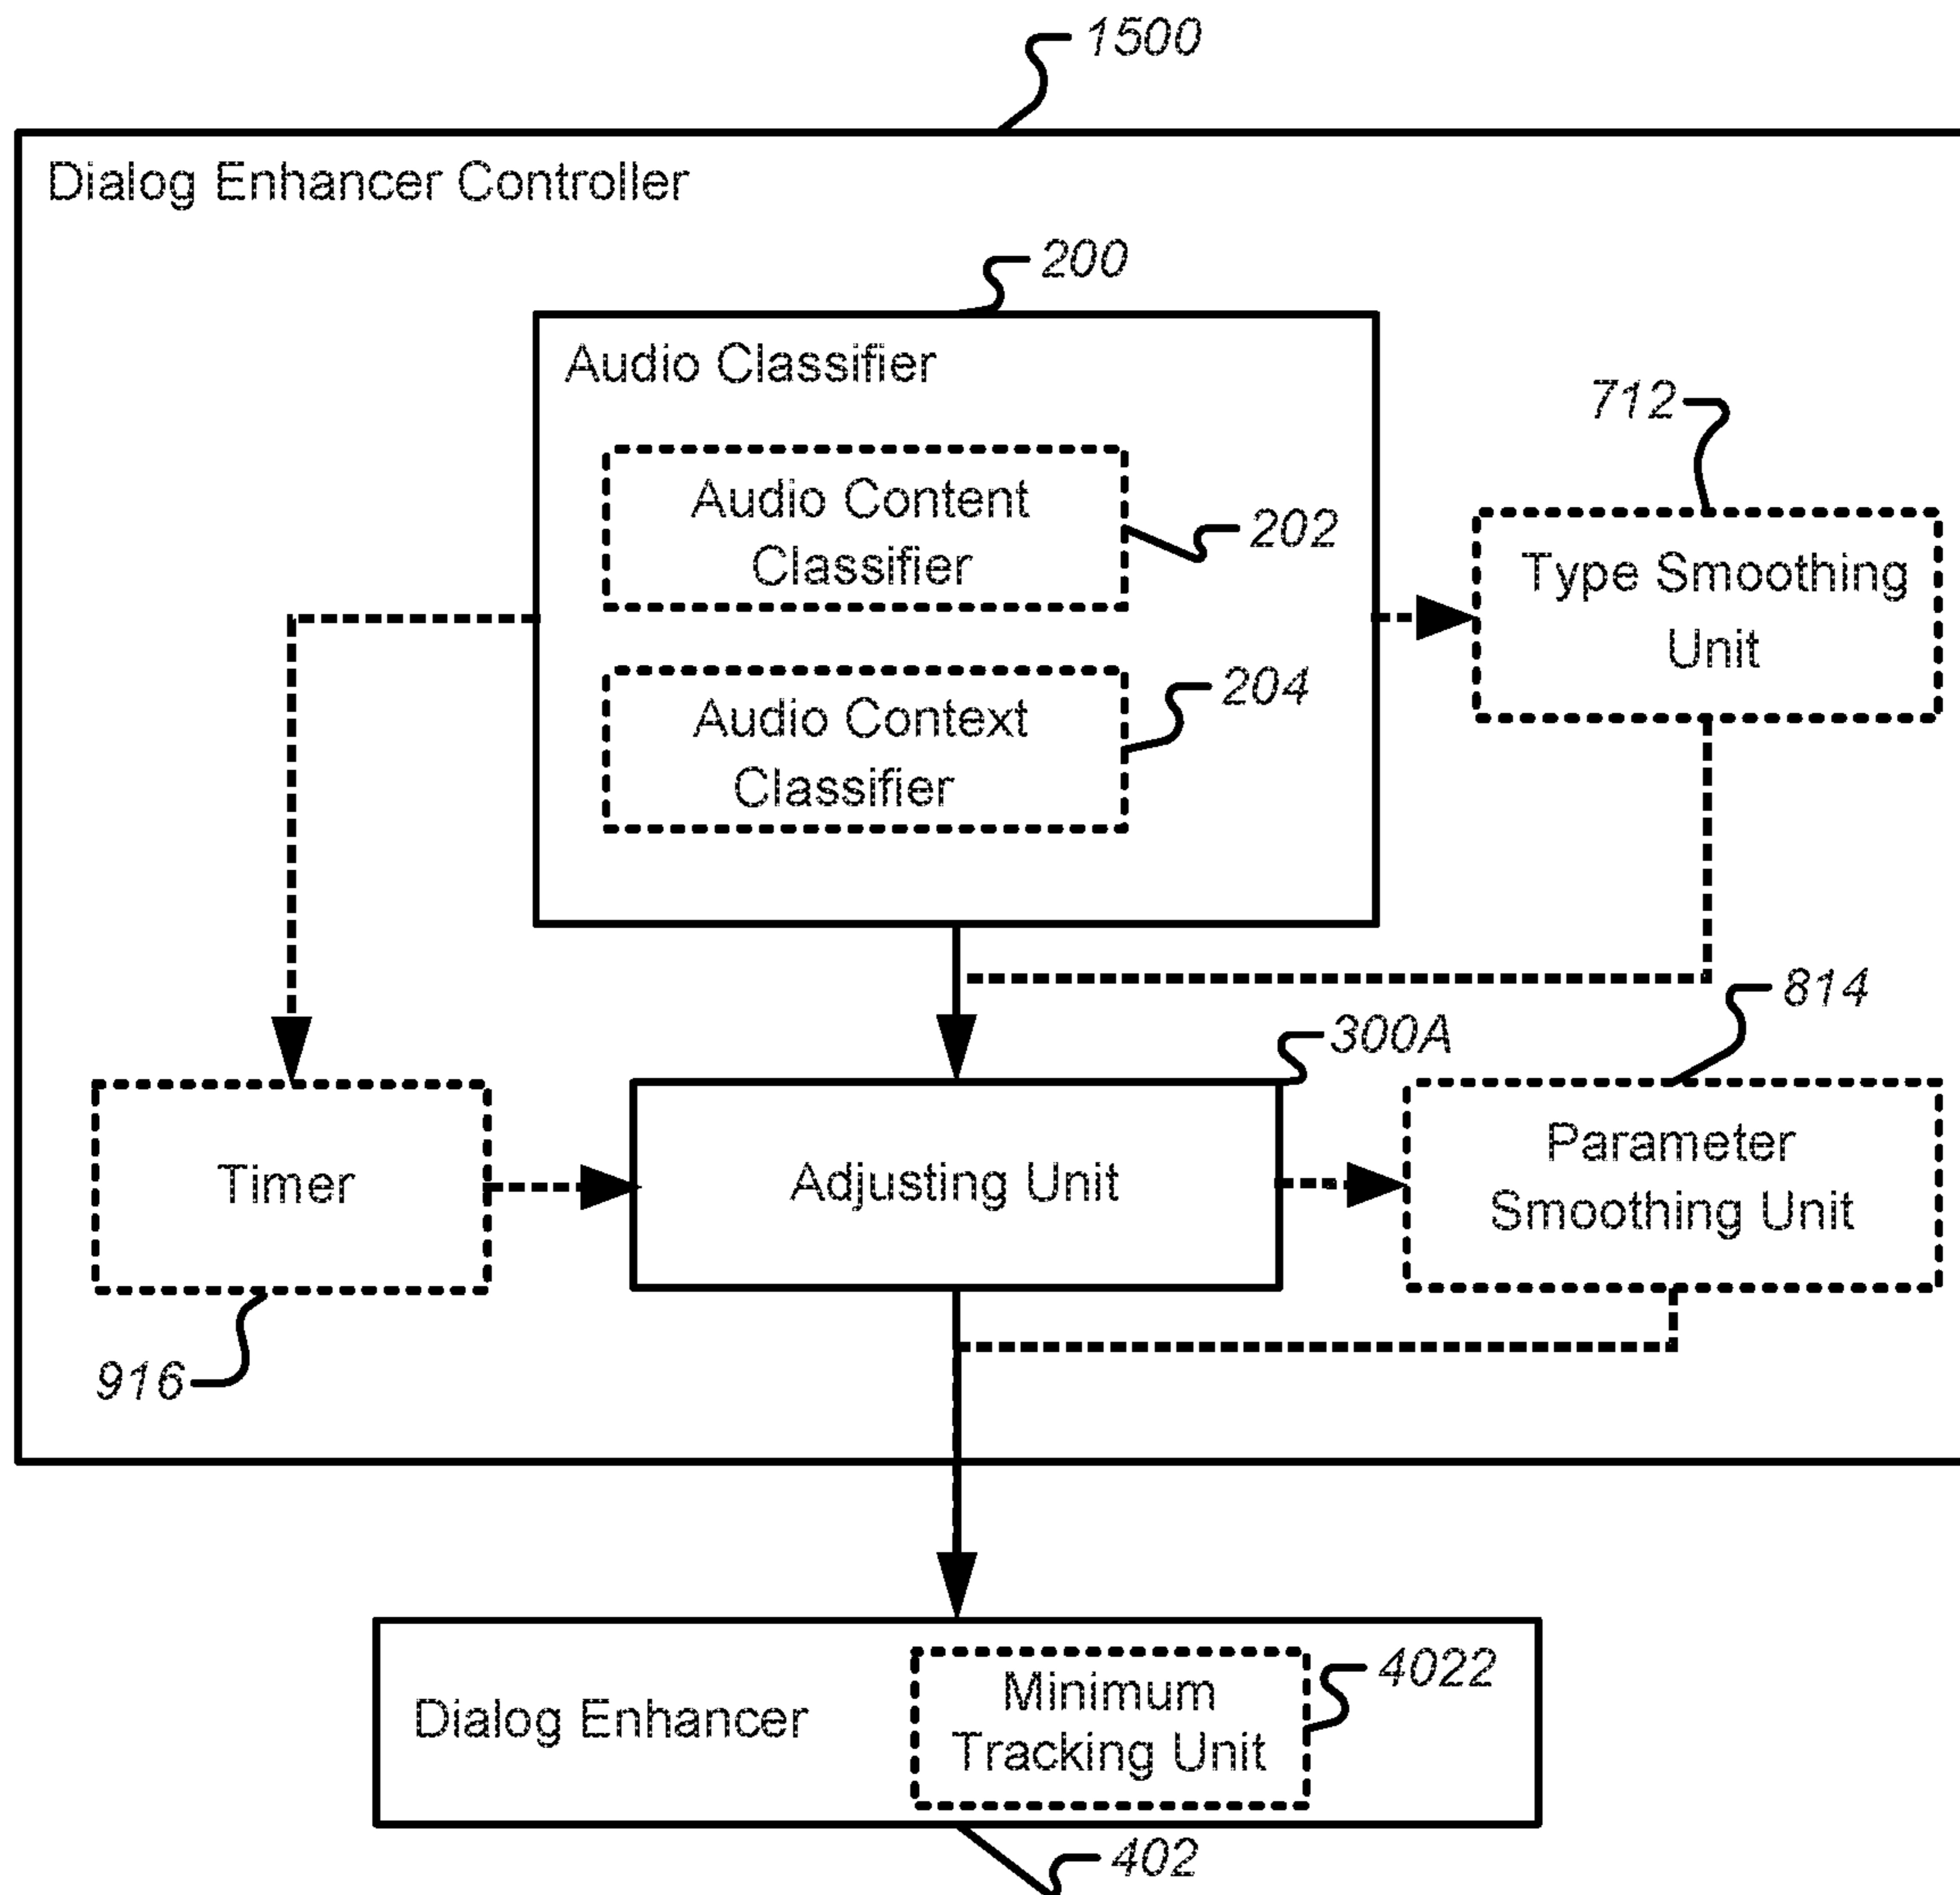 1500
Dialog Enhancer Controller
200
Audio Classifier
712
Audio Content
Classifier
202
Type Smoothing
Unit
204
Audio Context
Classifier
814
300A
Timer
Adjusting Unit
Parameter
Smoothing Unit
916
Dialog Enhancer
Minimum
Tracking Unit
4022
402